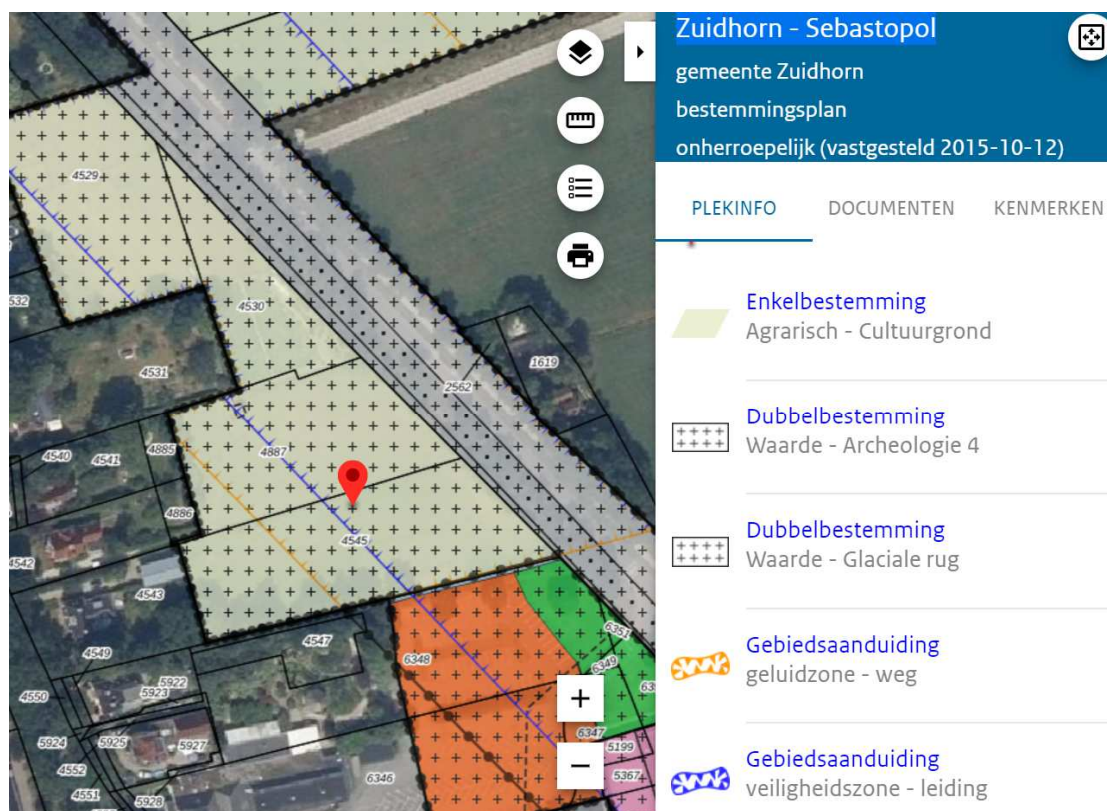 Zuidhorn - Sebastopol
gemeente Zuidhorn
bestemmingsplan
onherroepelijk (vastgesteld 2015-10-12)
PLEKINFO
DOCUMENTEN
KENMERKEN
Enkelbestemming
Agrarisch - Cultuurgrond
Dubbelbestemming
Waarde - Archeologie 4
Dubbelbestemming
Waarde - Glaciale rug
Gebiedsaanduiding
geluidzone - weg
Gebiedsaanduiding
veiligheidszone - leiding
4529
532
4530
4531
1619
2562
4540
4541
4885
4887
4886
4542
4545
4543
4547
4549
6348
6351
6349
4550
5922
5923
5924
5925
5927
6347
5199
4552
6346
5367
4551
5928
+
−